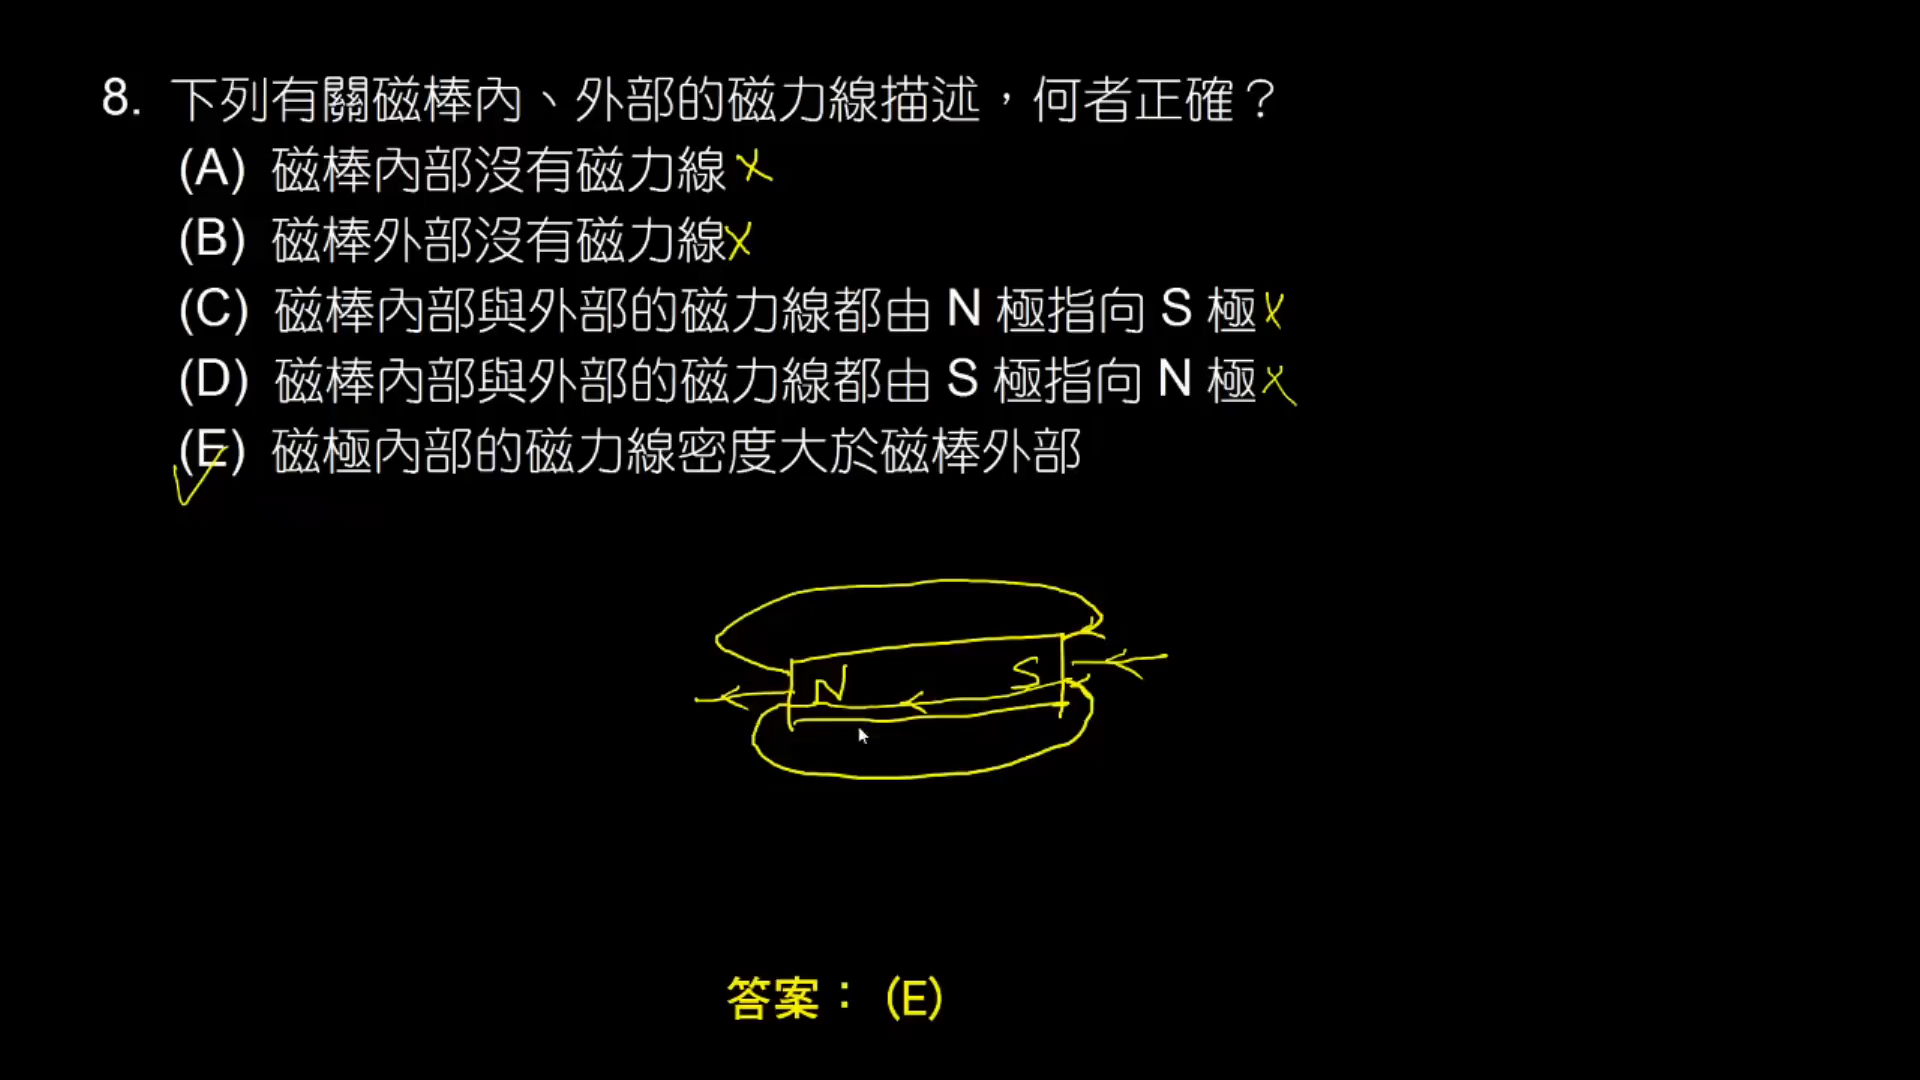 8. 下列有關磁棒內、外部的磁力線描述，何者正確？
(A) 磁棒內部沒有磁力線 x
(B) 磁棒外部沒有磁力線 x
(C) 磁棒內部與外部的磁力線都由 N 極指向 S 極 x
(D) 磁棒內部與外部的磁力線都由 S 極指向 N 極 x
(E) 磁極內部的磁力線密度大於磁棒外部
N S
答案： (E)